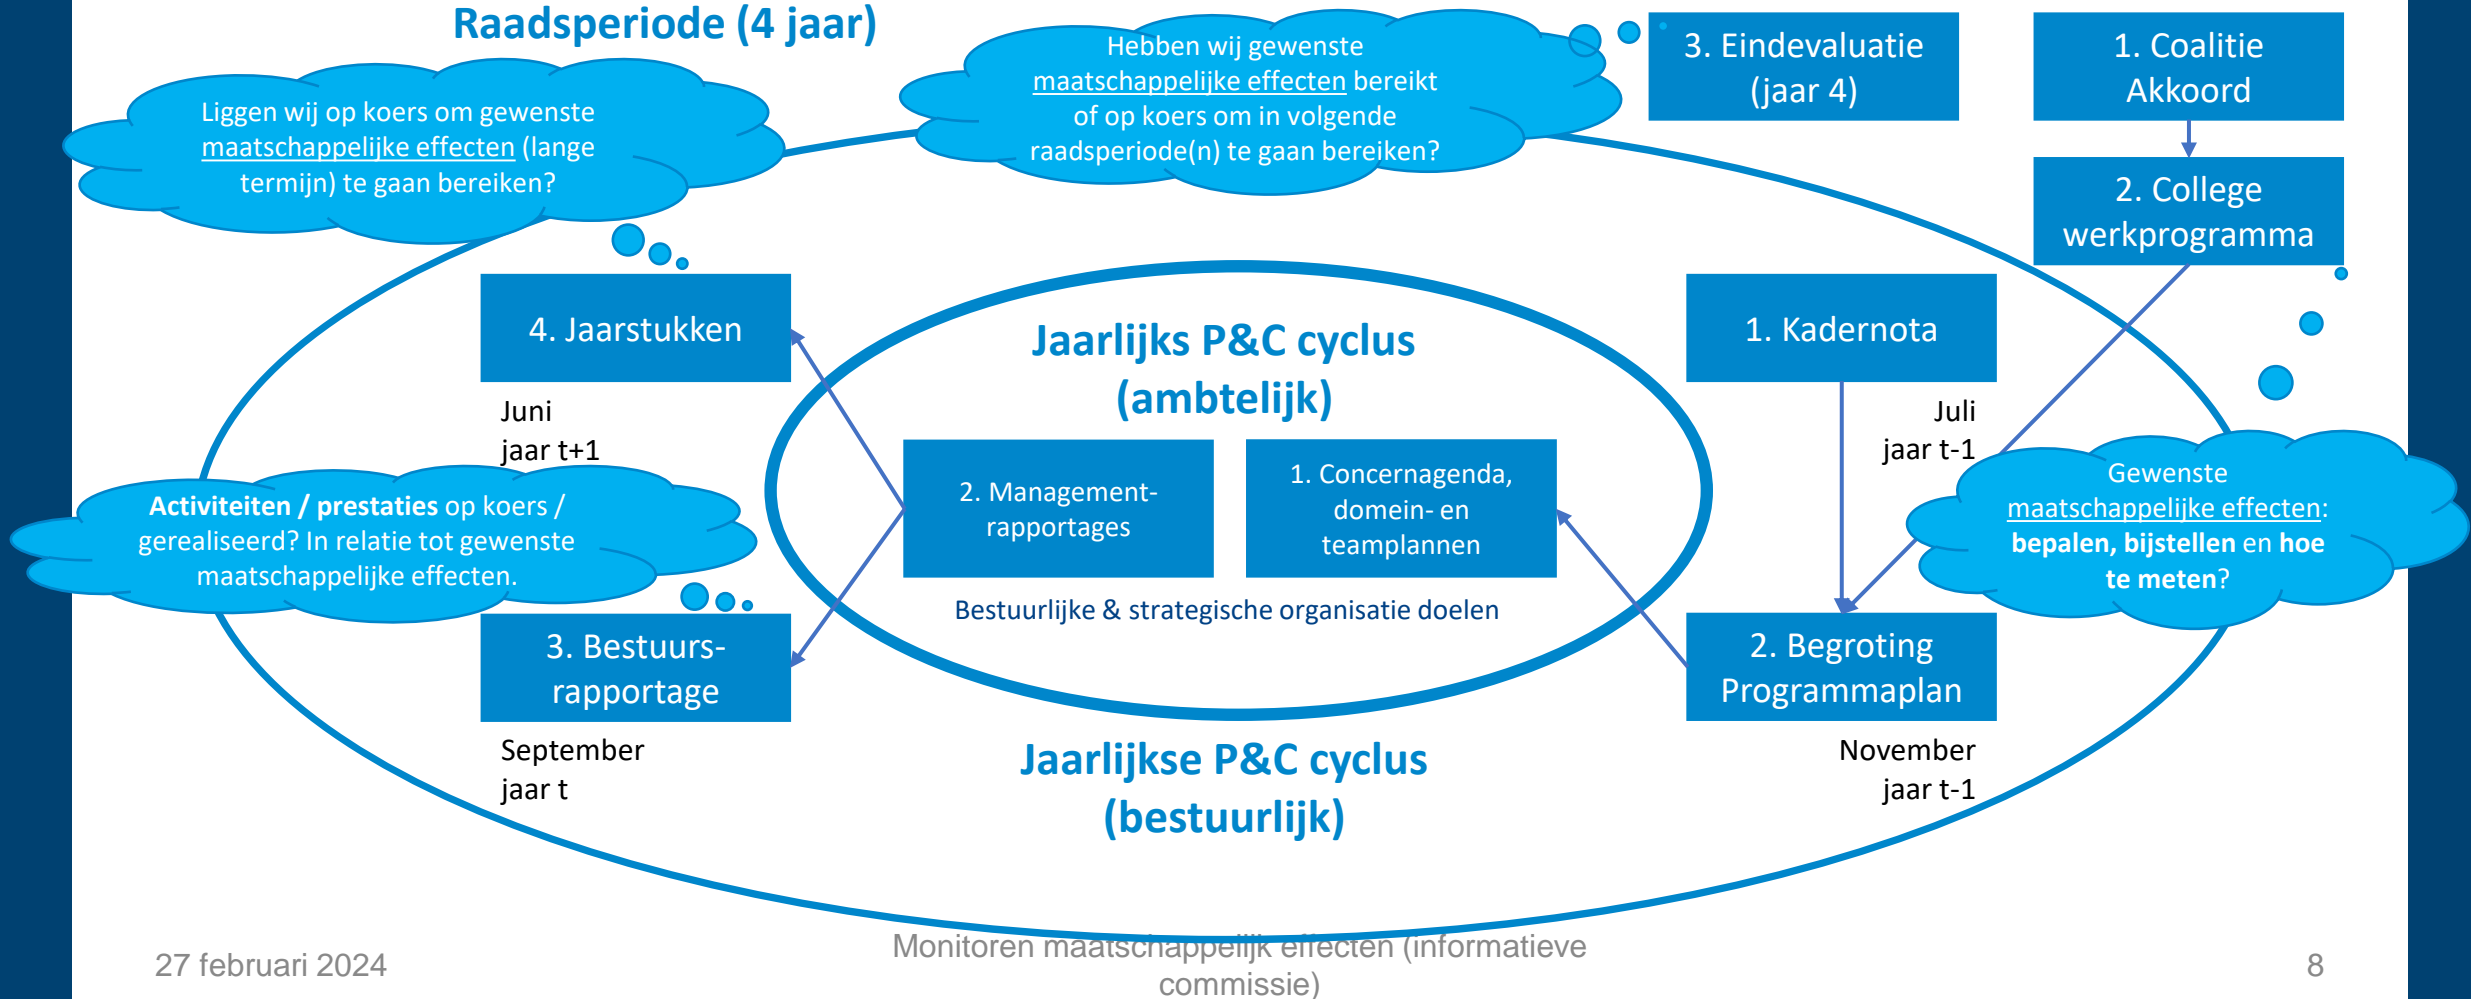 Raadsperiode (4 jaar)
Hebben wij gewenste
maatschappelijke effecten bereikt
of op koers om in volgende
raadsperiode(n) te gaan bereiken?
3. Eindevaluatie
(jaar 4)
1. Coalitie
Akkoord
Liggen wij op koers om gewenste
maatschappelijke effecten (lange
termijn) te gaan bereiken?
2. College
werkprogramma
4. Jaarstukken
Juni
jaar t+1
Jaarlijks P&C cyclus
(ambtelijk)
1. Kadernota
Juli
jaar t-1
2. Management-
rapportages
1. Concernagenda,
domein- en
teamplannen
Bestuurlijke & strategische organisatie doelen
Activiteiten / prestaties op koers /
gerealiseerd? In relatie tot gewenste
maatschappelijke effecten.
Gewenste
maatschappelijke effecten:
bepalen, bijstellen en hoe
te meten?
3. Bestuurs-
rapportage
September
jaar t
2. Begroting
Programmaplan
November
jaar t-1
Jaarlijkse P&C cyclus
(bestuurlijk)
27 februari 2024
Monitoren maatschappelijk effecten (informatieve
commissie)
8